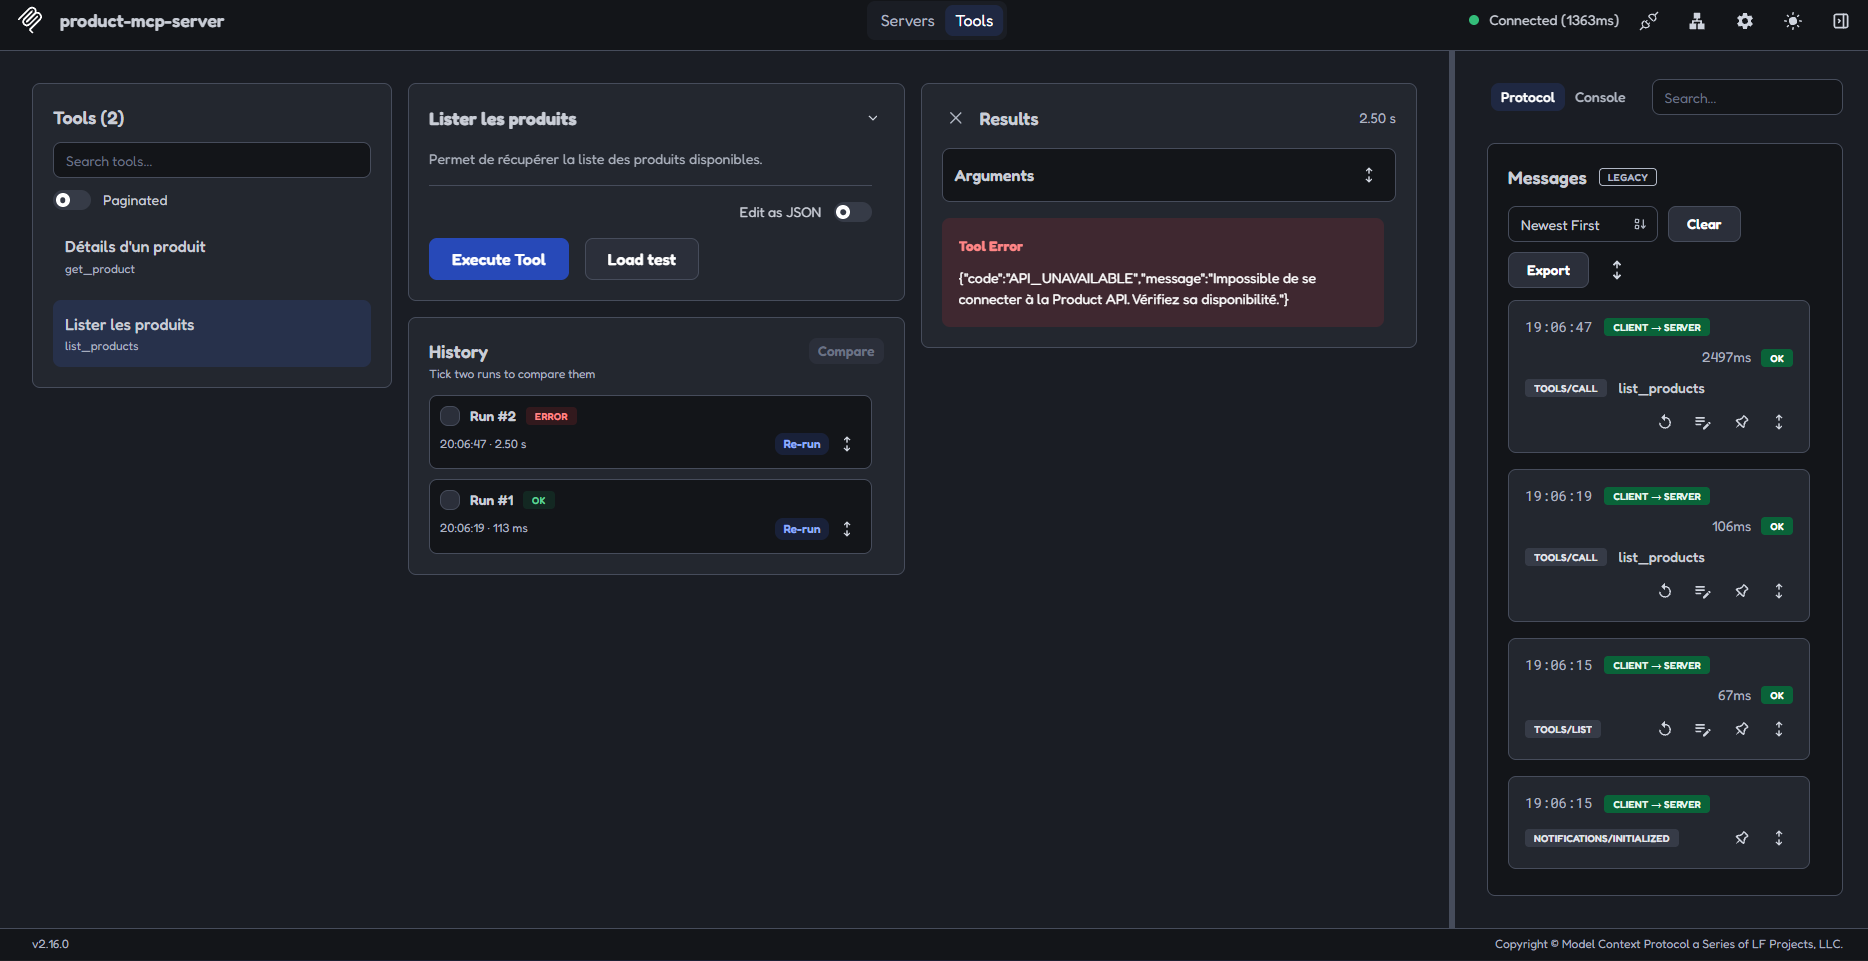 product-mcp-server
Servers
Tools
Connected (1363ms)
Tools (2)
Search tools...
Paginated
Détails d'un produit
get_product
Lister les produits
list_products
Lister les produits
Permet de récupérer la liste des produits disponibles.
Edit as JSON
Execute Tool
Load test
History
Compare
Tick two runs to compare them
Run #2 ERROR
20:06:47 · 2.50 s
Re-run
Run #1 OK
20:06:19 · 113 ms
Re-run
Results
2.50 s
Arguments
Tool Error
{"code":"API_UNAVAILABLE","message":"Impossible de se
connecter à la Product API. Vérifiez sa disponibilité."}
Protocol
Console
Search...
Messages LEGACY
Newest First
Clear
Export
19:06:47 CLIENT → SERVER
2497ms OK
TOOLS/CALL list_products
19:06:19 CLIENT → SERVER
106ms OK
TOOLS/CALL list_products
19:06:15 CLIENT → SERVER
67ms OK
TOOLS/LIST
19:06:15 CLIENT → SERVER
NOTIFICATIONS/INITIALIZED
v2.16.0
Copyright © Model Context Protocol a Series of LF Projects, LLC.